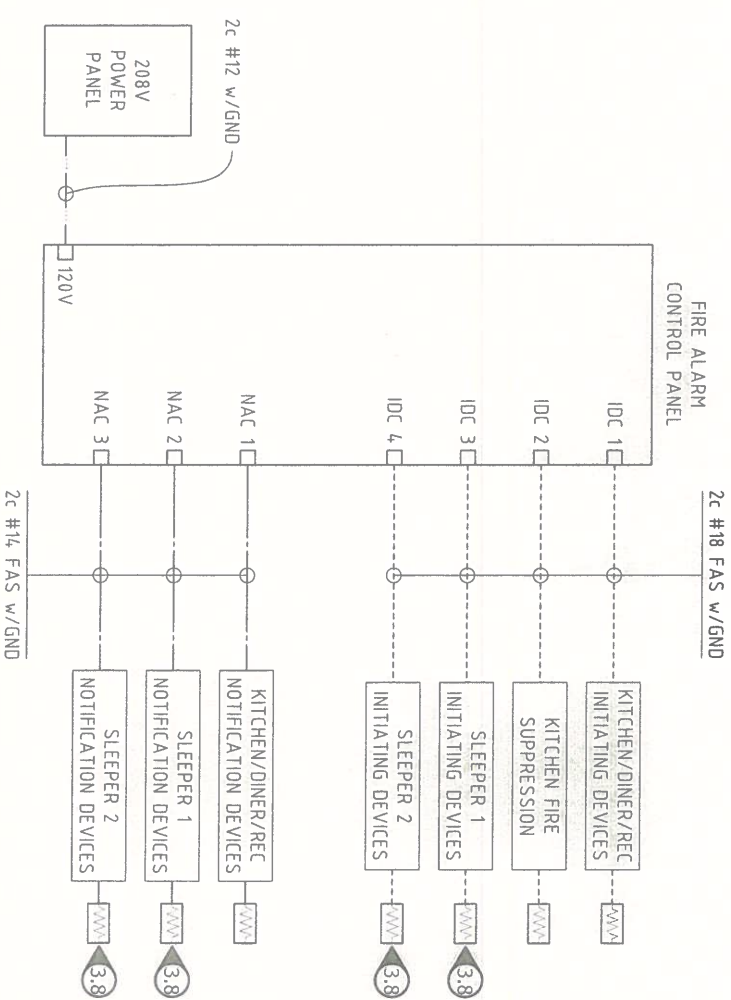 FIRE ALARM
CONTROL PANEL
2c #18 FAS w/GND
IDC 1
KITCHEN/DINER/REC
INITIATING DEVICES
IDC 2
KITCHEN FIRE
SUPPRESSION
IDC 3
SLEEPER 1
INITIATING DEVICES
3.8
IDC 4
SLEEPER 2
INITIATING DEVICES
3.8
NAC 1
KITCHEN/DINER/REC
NOTIFICATION DEVICES
NAC 2
SLEEPER 1
NOTIFICATION DEVICES
3.8
NAC 3
SLEEPER 2
NOTIFICATION DEVICES
3.8
2c #12 w/GND
208V
POWER
PANEL
120V
2c #14 FAS w/GND